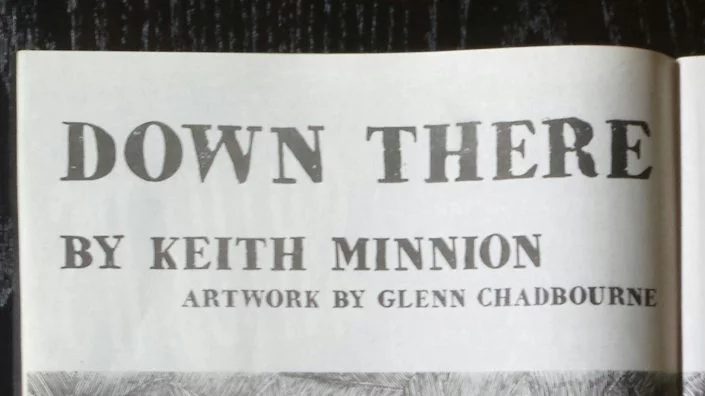 DOWN THERE
BY KEITH MINNION
ARTWORK BY GLENN CHADBOURNE